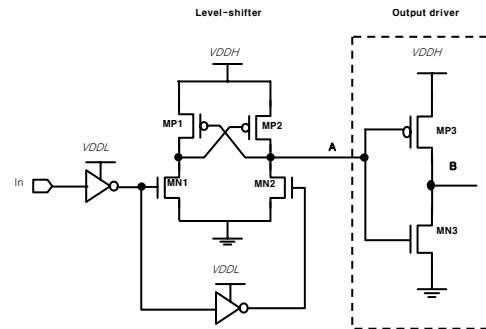 Level-shifter
Output driver
VDDH
VDDH
MP1
MP2
MP3
VDDL
A
B
In
MN1
MN2
MN3
VDDL